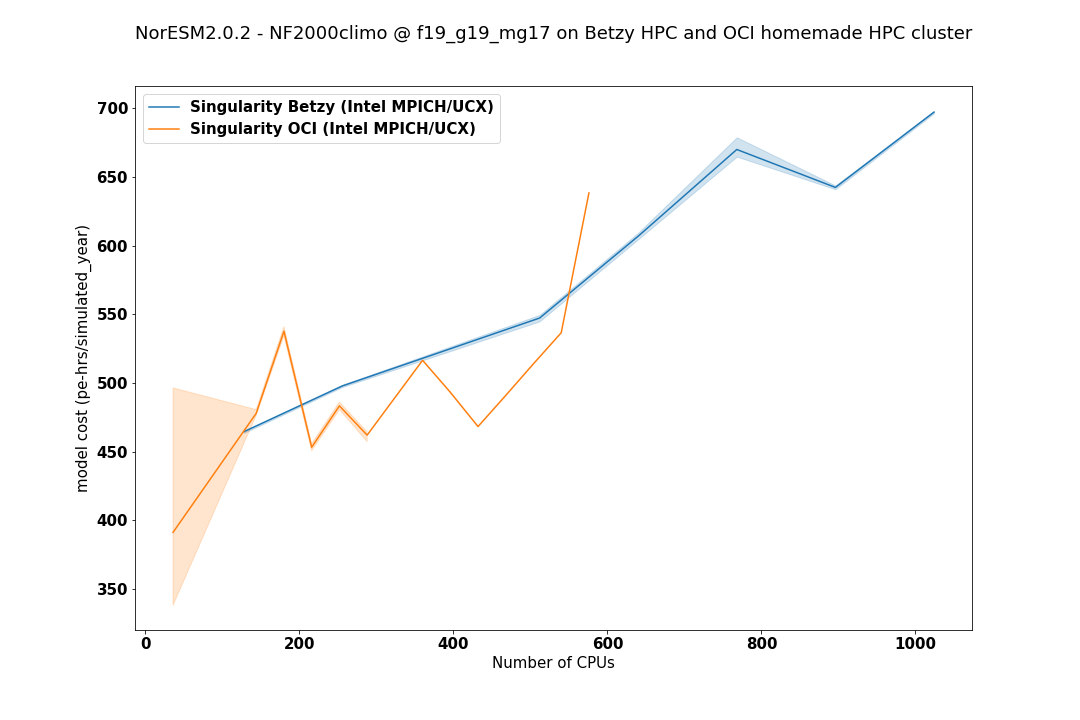 NorESM2.0.2 - NF2000climo @ f19_g19_mg17 on Betzy HPC and OCI homemade HPC cluster
Singularity Betzy (Intel MPICH/UCX)
Singularity OCI (Intel MPICH/UCX)
model cost (pe-hrs/simulated_year)
700
650
600
550
500
450
400
350
0 200 400 600 800 1000
Number of CPUs